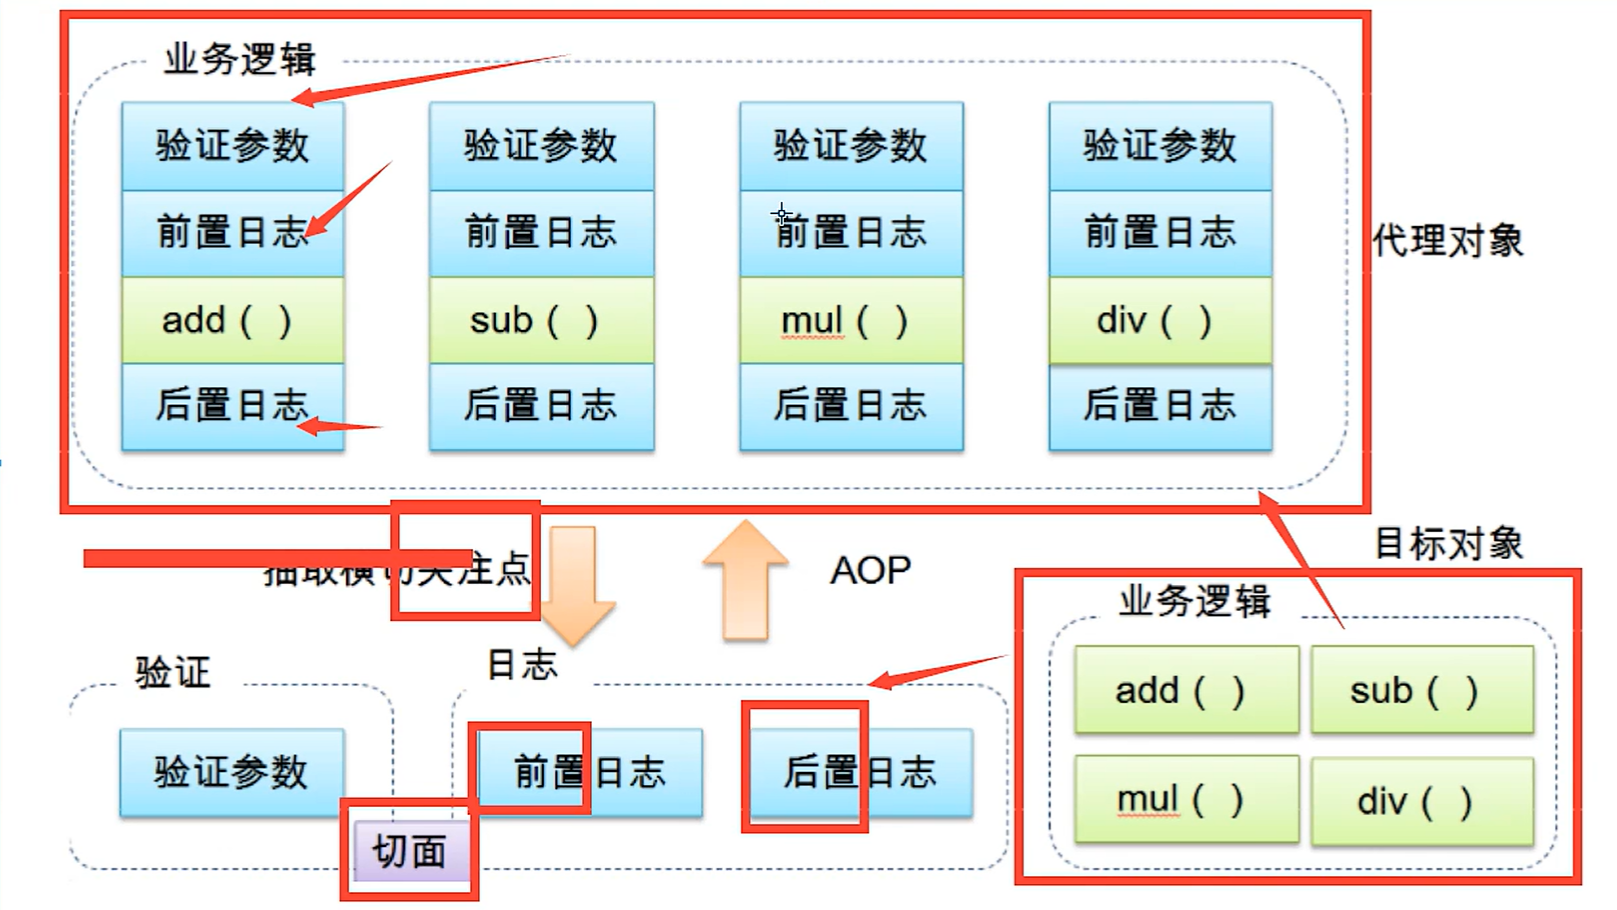 业务逻辑
验证参数 验证参数 验证参数 验证参数
前置日志 前置日志 前置日志 前置日志
代理对象
add ( ) sub ( ) mul ( ) div ( )
后置日志 后置日志 后置日志 后置日志
目标对象
抽取横切关注点 AOP
业务逻辑
验证 日志
add ( ) sub ( )
验证参数 前置日志 后置日志
mul ( ) div ( )
切面